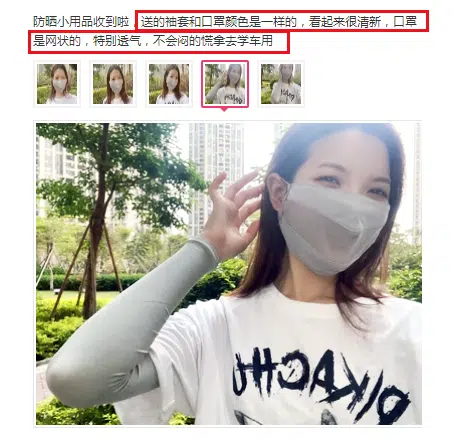 防晒小用品收到啦，送的袖套和口罩颜色是一样的，看起来很清新，口罩
是网状的，特别透气，不会闷的慌拿去学车用
PIKACHU